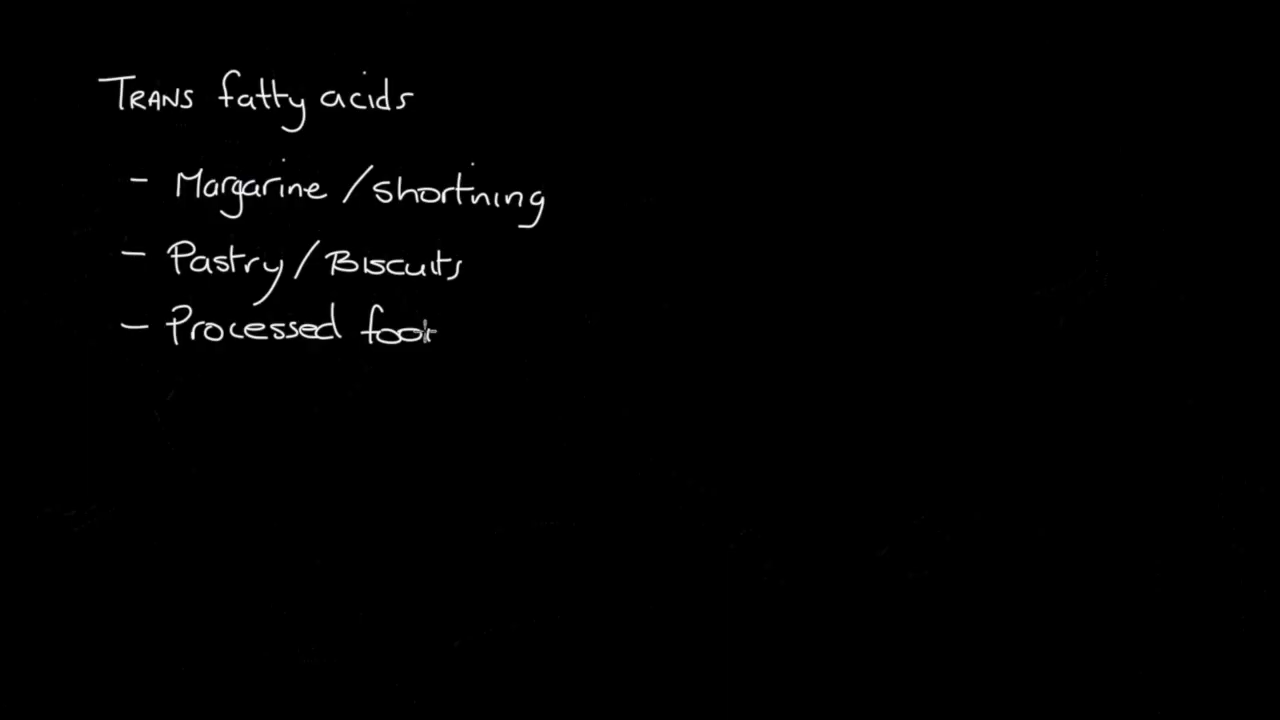 TRANS fatty acids
- Margarine / shortning
- Pastry / Biscuits
- Processed foo